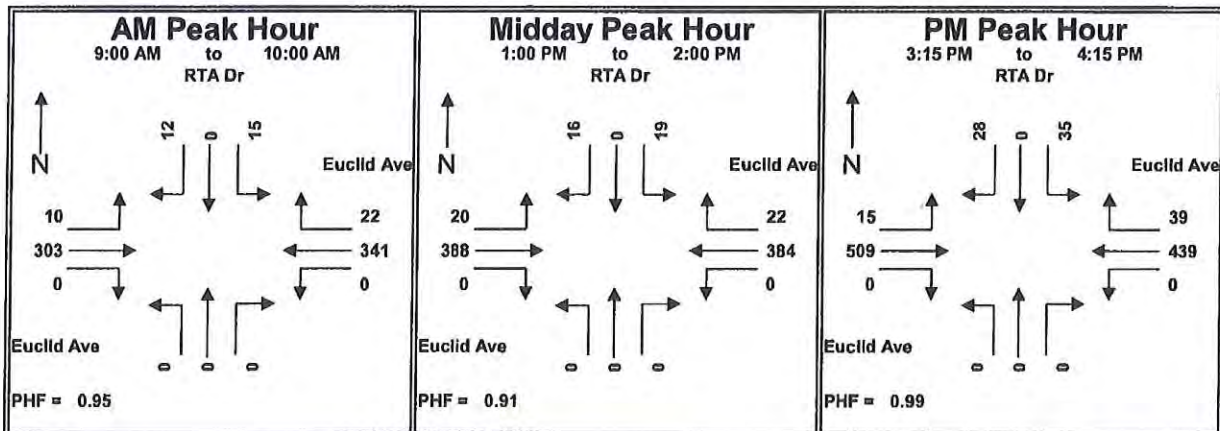 AM Peak Hour
9:00 AM to 10:00 AM
RTA Dr
N
12 0 15
Euclid Ave
10
303
0
22
341
0
Euclid Ave
0 0 0
PHF = 0.95
Midday Peak Hour
1:00 PM to 2:00 PM
RTA Dr
N
16 0 19
Euclid Ave
20
388
0
22
384
0
Euclid Ave
0 0 0
PHF = 0.91
PM Peak Hour
3:15 PM to 4:15 PM
RTA Dr
N
28 0 35
Euclid Ave
15
509
0
39
439
0
Euclid Ave
0 0 0
PHF = 0.99